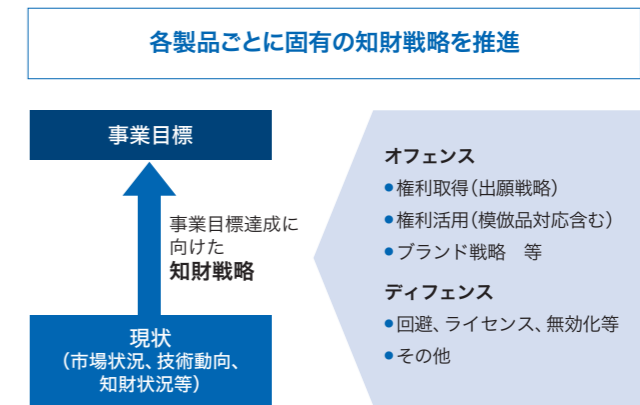 各製品ごとに固有の知財戦略を推進
事業目標
事業目標達成に
向けた
知財戦略
現状
(市場状況、技術動向、
知財状況等)
オフェンス
●権利取得(出願戦略)
●権利活用(模倣品対応含む)
●ブランド戦略　等
ディフェンス
●回避、ライセンス、無効化等
●その他